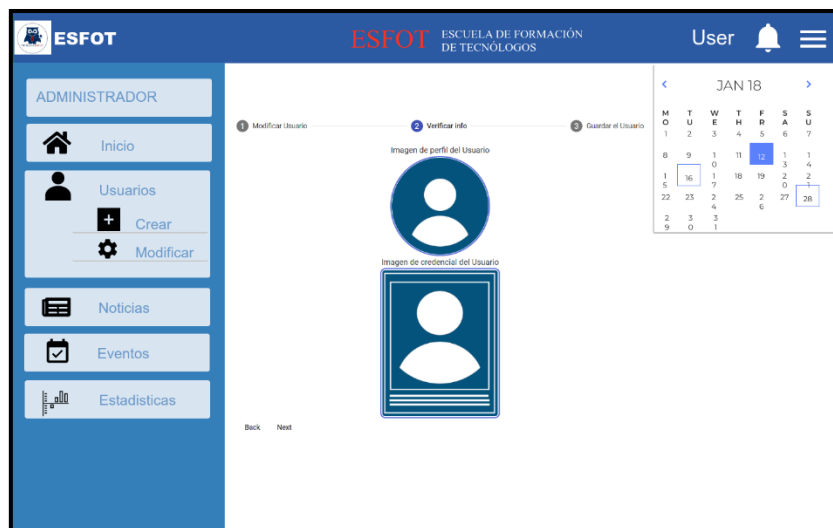 ESFOT
ESFOT ESCUELA DE FORMACIÓN
DE TECNÓLOGOS
User
ADMINISTRADOR
Inicio
Usuarios
Crear
Modificar
Noticias
Eventos
Estadisticas
1 Modificar Usuario
2 Verificar info
3 Guardar el Usuario
Imagen de perfil del Usuario
Imagen de credencial del Usuario
Back Next
< JAN 18 >
MO TU WE TH FR SA SU
1 2 3 4 5 6 7
8 9 10 11 12 13 14
15 16 17 18 19 20 21
22 23 24 25 26 27 28
29 30 31